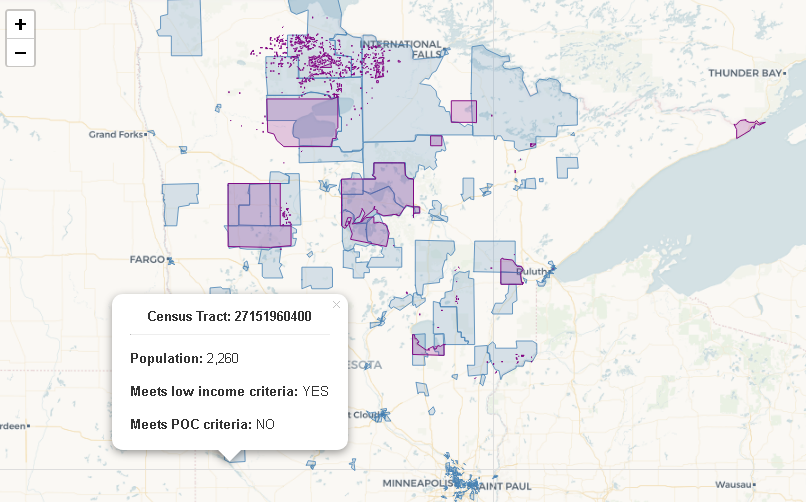 +
−
INTERNATIONAL
FALLS
THUNDER BAY
Grand Forks
FARGO
Duluth
×
Census Tract: 27151960400
Population: 2,260
Meets low income criteria: YES
Meets POC criteria: NO
ESOTA
t Cloud
rdeen
MINNEAPOLIS
SAINT PAUL
Wausau